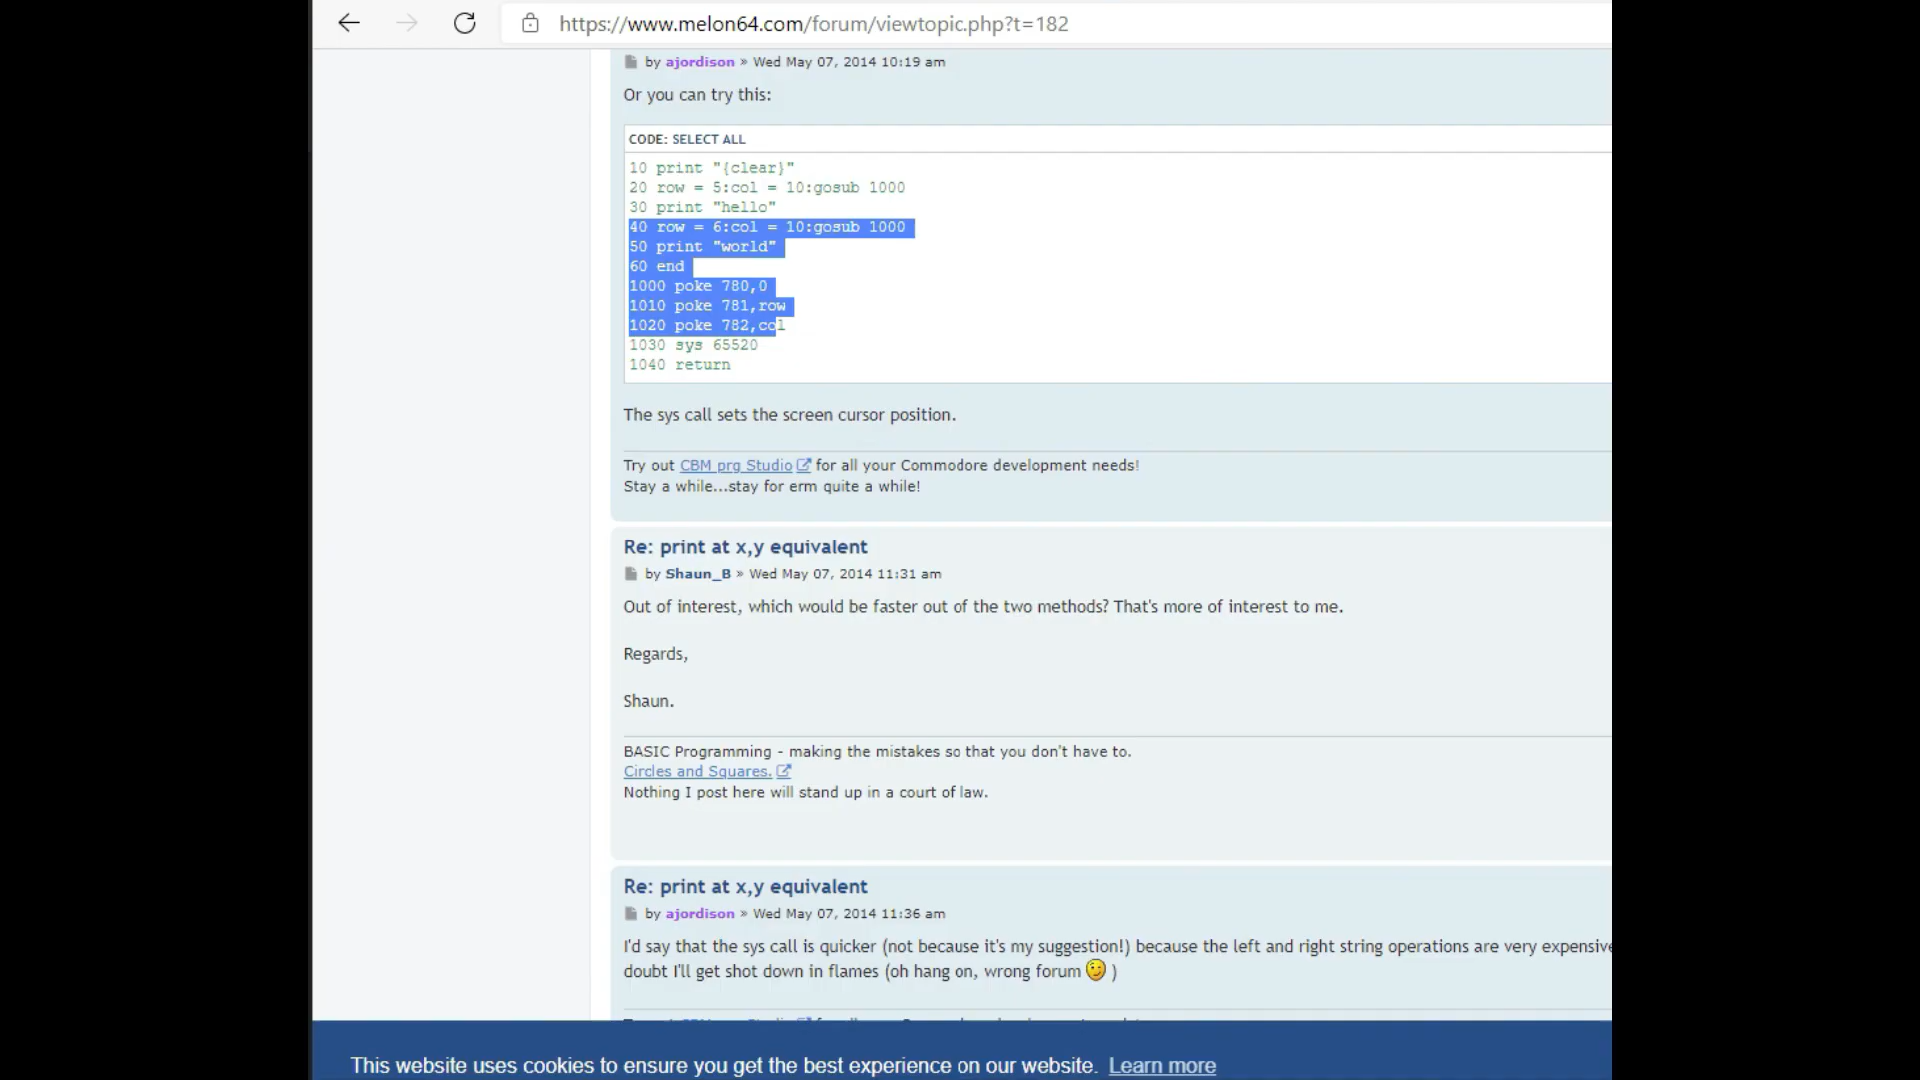 https://www.melon64.com/forum/viewtopic.php?t=182
by ajordison » Wed May 07, 2014 10:19 am
Or you can try this:
CODE: SELECT ALL
10 print "{clear}"
20 row = 5:col = 10:gosub 1000
30 print "hello"
40 row = 6:col = 10:gosub 1000
50 print "world"
60 end
1000 poke 780,0
1010 poke 781,row
1020 poke 782,col
1030 sys 65520
1040 return
The sys call sets the screen cursor position.
Try out CBM prg Studio for all your Commodore development needs!
Stay a while...stay for erm quite a while!
Re: print at x,y equivalent
by Shaun_B » Wed May 07, 2014 11:31 am
Out of interest, which would be faster out of the two methods? That's more of interest to me.
Regards,
Shaun.
BASIC Programming - making the mistakes so that you don't have to.
Circles and Squares.
Nothing I post here will stand up in a court of law.
Re: print at x,y equivalent
by ajordison » Wed May 07, 2014 11:36 am
I'd say that the sys call is quicker (not because it's my suggestion!) because the left and right string operations are very expensive
doubt I'll get shot down in flames (oh hang on, wrong forum 😉 )
This website uses cookies to ensure you get the best experience on our website. Learn more